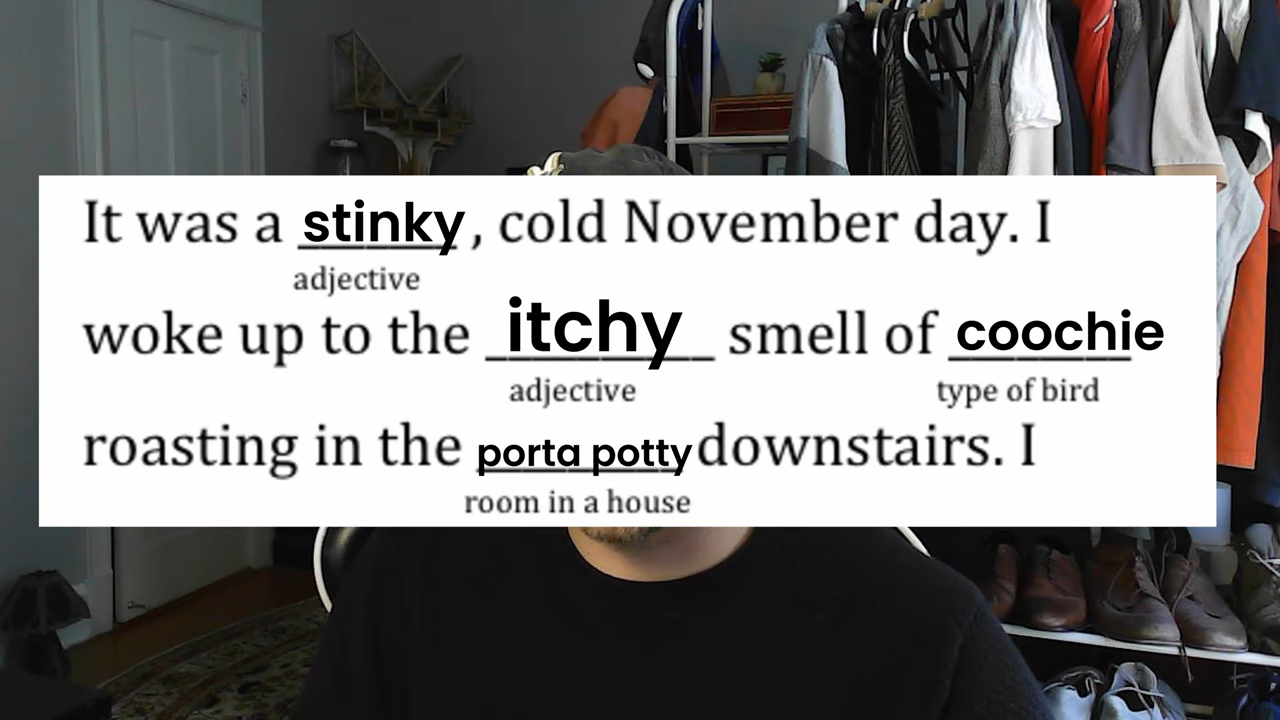 It was a stinky, cold November day. I
adjective
woke up to the itchy smell of coochie
adjective type of bird
roasting in the porta potty downstairs. I
room in a house